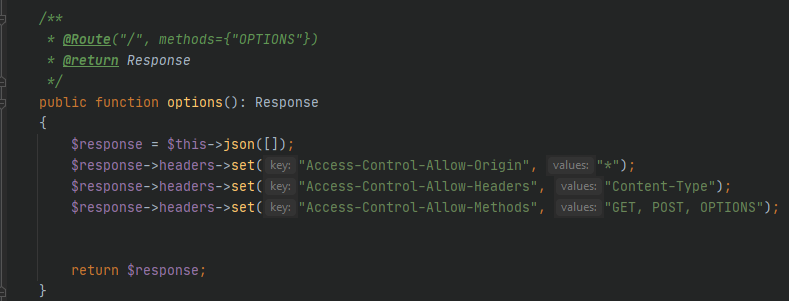 /**
 * @Route("/", methods={"OPTIONS"})
 * @return Response
 */
public function options(): Response
{
    $response = $this->json([]);
    $response->headers->set( key: "Access-Control-Allow-Origin", values: "*");
    $response->headers->set( key: "Access-Control-Allow-Headers", values: "Content-Type");
    $response->headers->set( key: "Access-Control-Allow-Methods", values: "GET, POST, OPTIONS");
    return $response;
}